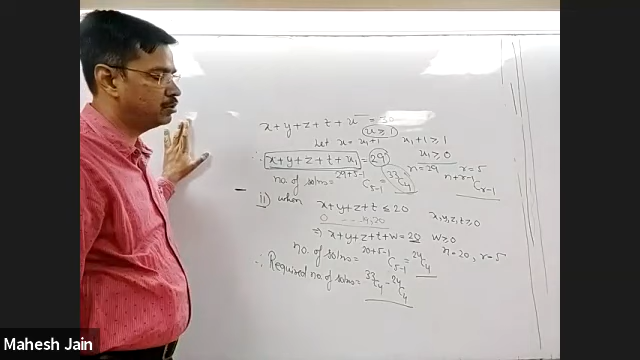 x+y+z+t+u = 30
u ≥ 1
Let u = u₁+1 u₁+1 ≥ 1
∴ x+y+z+t+u₁ = 29 u₁ ≥ 0
n = 29 r = 5
no. of solns = ²⁹⁺⁵⁻¹C₅₋₁ ³³C₄ ⁿ⁺ʳ⁻¹Cᵣ₋₁
ii) when x+y+z+t ≤ 20 x,y,z,t ≥ 0
⇒ x+y+z+t+w = 20 w ≥ 0
no. of solns = ²⁰⁺⁵⁻¹C₅₋₁ = ²⁴C₄ n = 20, r = 5
∴ Required no. of solns = ³³C₄ - ²⁴C₄
Mahesh Jain